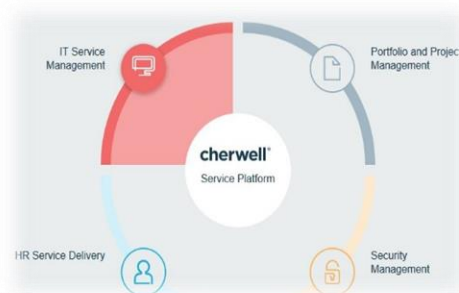 IT Service
Management
Portfolio and Projec
Management
cherwell
Service Platform
HR Service Delivery
Security
Management